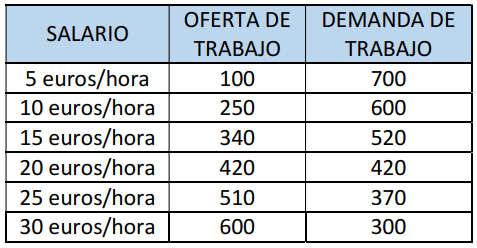 SALARIO OFERTA DE TRABAJO DEMANDA DE TRABAJO
5 euros/hora 100 700
10 euros/hora 250 600
15 euros/hora 340 520
20 euros/hora 420 420
25 euros/hora 510 370
30 euros/hora 600 300